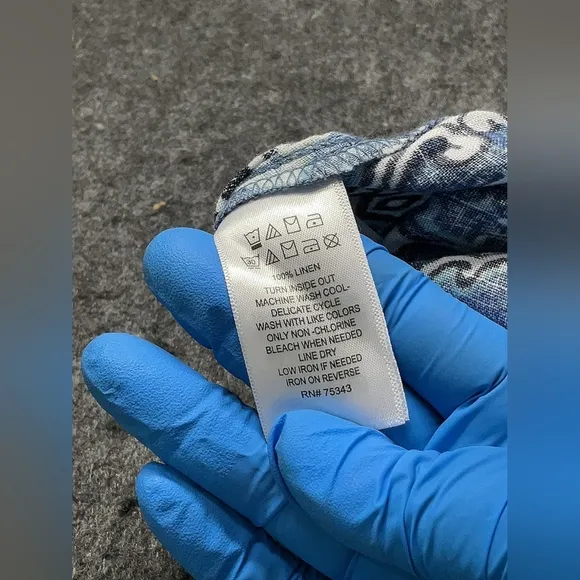 30
100% LINEN
TURN INSIDE OUT
MACHINE WASH COOL-
DELICATE CYCLE
WASH WITH LIKE COLORS
ONLY NON-CHLORINE
BLEACH WHEN NEEDED
LINE DRY
LOW IRON IF NEEDED
IRON ON REVERSE
RN# 75343